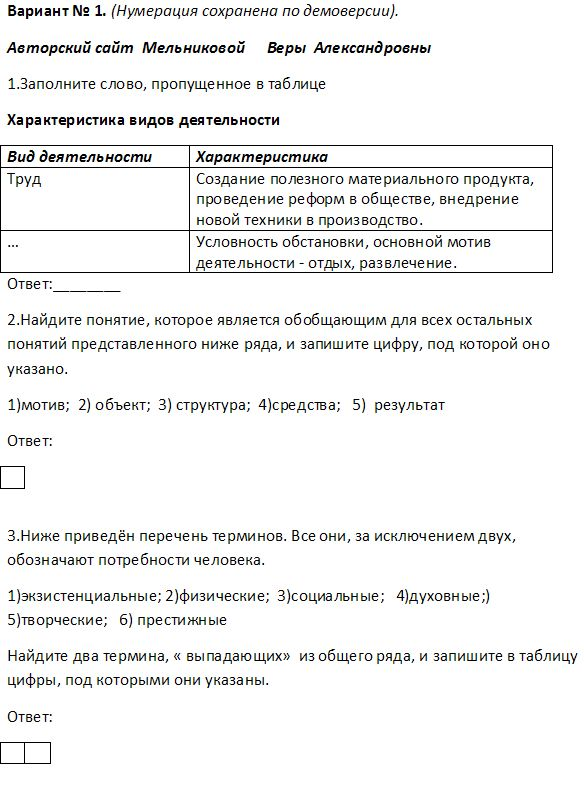 Вариант № 1. (Нумерация сохранена по демоверсии).
Авторский сайт Мельниковой Веры Александровны
1.Заполните слово, пропущенное в таблице
Характеристика видов деятельности
Вид деятельности Характеристика
Труд Создание полезного материального продукта,
проведение реформ в обществе, внедрение
новой техники в производство.
... Условность обстановки, основной мотив
деятельности - отдых, развлечение.
Ответ:________
2.Найдите понятие, которое является обобщающим для всех остальных
понятий представленного ниже ряда, и запишите цифру, под которой оно
указано.
1)мотив; 2) объект; 3) структура; 4)средства; 5) результат
Ответ:
3.Ниже приведён перечень терминов. Все они, за исключением двух,
обозначают потребности человека.
1)экзистенциальные; 2)физические; 3)социальные; 4)духовные;)
5)творческие; 6) престижные
Найдите два термина, « выпадающих» из общего ряда, и запишите в таблицу
цифры, под которыми они указаны.
Ответ: